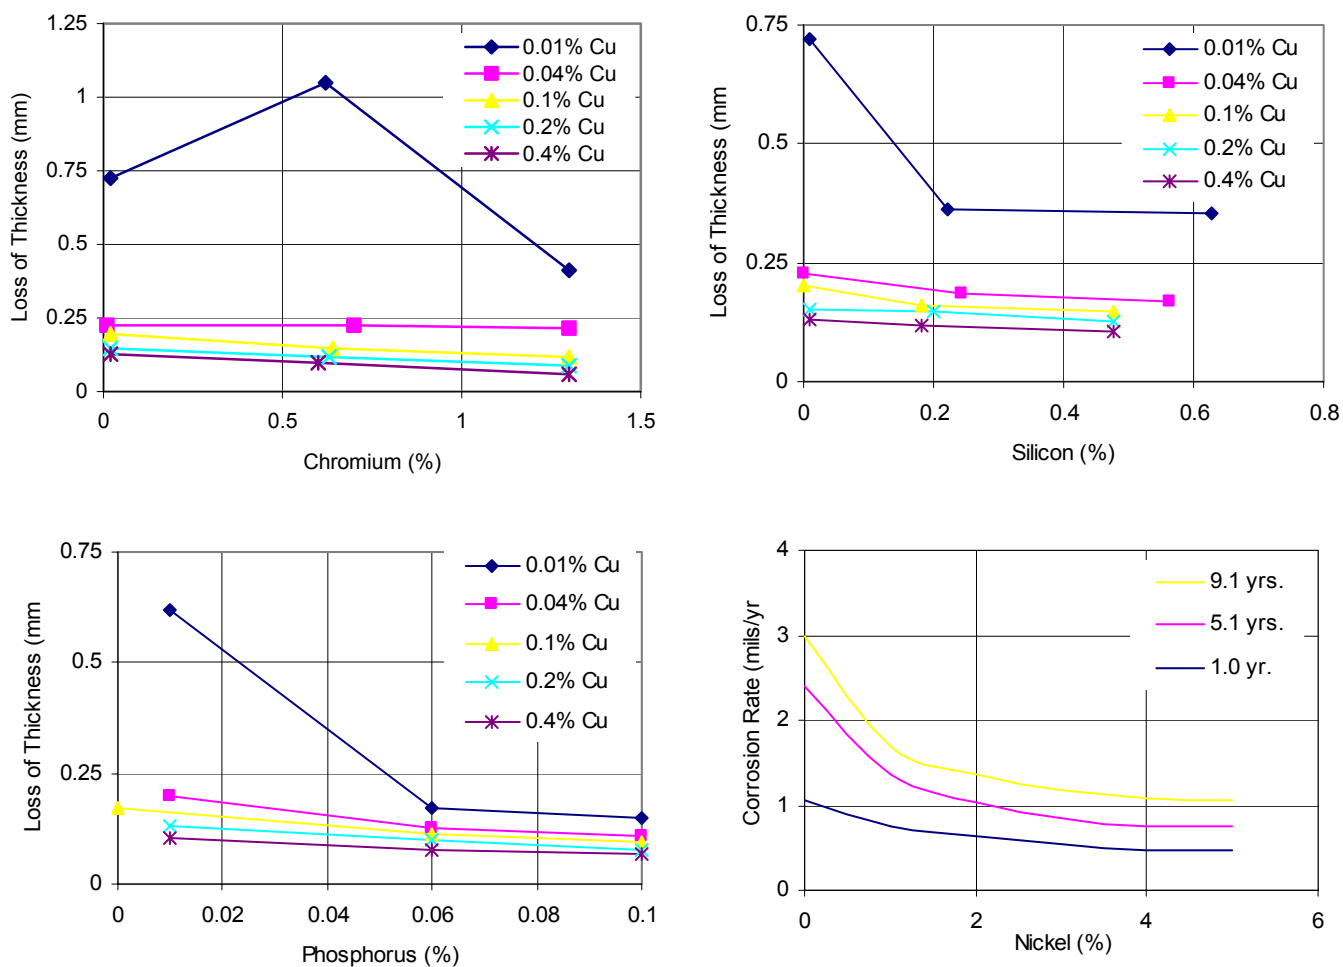 1.25
1
0.75
0.5
0.25
0
Loss of Thickness (mm)
0.01% Cu
0.04% Cu
0.1% Cu
0.2% Cu
0.4% Cu
0 0.5 1 1.5
Chromium (%)
0.75
0.5
0.25
0
Loss of Thickness (mm
0.01% Cu
0.04% Cu
0.1% Cu
0.2% Cu
0.4% Cu
0 0.2 0.4 0.6 0.8
Silicon (%)
0.75
0.5
0.25
0
Loss of Thickness (mm
0.01% Cu
0.04% Cu
0.1% Cu
0.2% Cu
0.4% Cu
0 0.02 0.04 0.06 0.08 0.1
Phosphorus (%)
4
3
2
1
0
Corrosion Rate (mils/yr
9.1 yrs.
5.1 yrs.
1.0 yr.
0 2 4 6
Nickel (%)